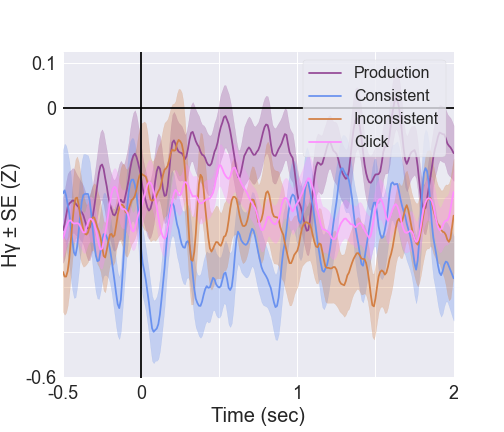 0.1
Production
0
Consistent
Inconsistent
Click
Hγ ± SE (Z)
-0.6
-0.5 0 1 2
Time (sec)